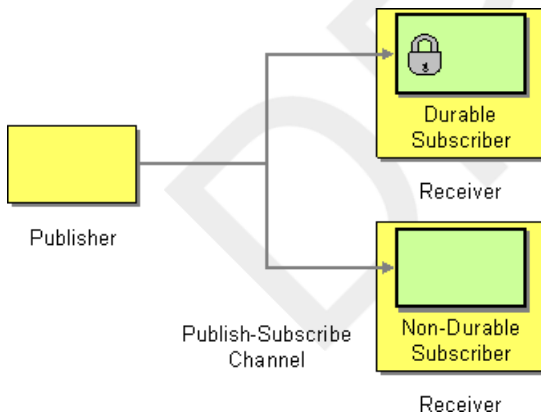 Durable
Subscriber
Receiver
Publisher
Publish-Subscribe
Channel
Non-Durable
Subscriber
Receiver